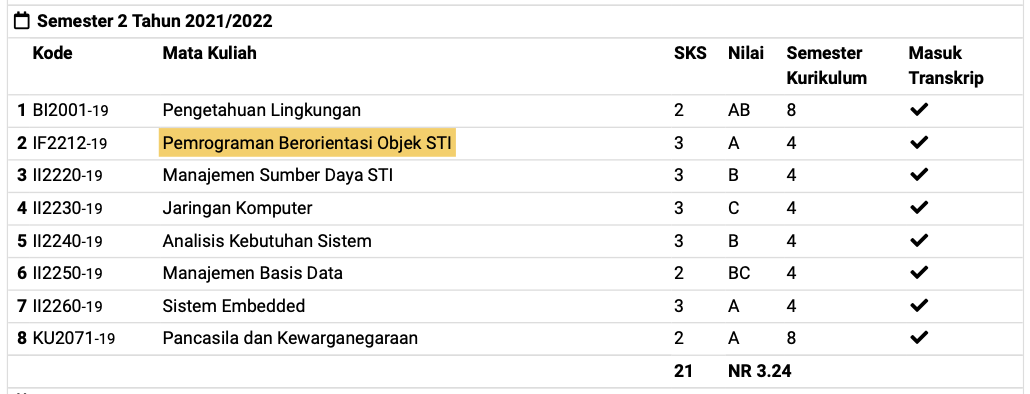 Semester 2 Tahun 2021/2022
Kode Mata Kuliah SKS Nilai Semester Kurikulum Masuk Transkrip
1 BI2001-19 Pengetahuan Lingkungan 2 AB 8
2 IF2212-19 Pemrograman Berorientasi Objek STI 3 A 4
3 II2220-19 Manajemen Sumber Daya STI 3 B 4
4 II2230-19 Jaringan Komputer 3 C 4
5 II2240-19 Analisis Kebutuhan Sistem 3 B 4
6 II2250-19 Manajemen Basis Data 2 BC 4
7 II2260-19 Sistem Embedded 3 A 4
8 KU2071-19 Pancasila dan Kewarganegaraan 2 A 8
21 NR 3.24